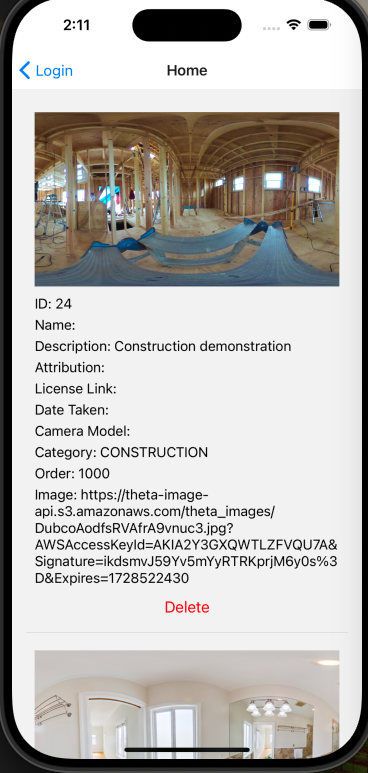 2:11
Login
Home
ID: 24
Name:
Description: Construction demonstration
Attribution:
License Link:
Date Taken:
Camera Model:
Category: CONSTRUCTION
Order: 1000
Image: https://theta-image-
api.s3.amazonaws.com/theta_images/
DubcoAodfsRVAfrA9vnuc3.jpg?
AWSAccessKeyId=AKIA2Y3GXQWTLZFVQU7A&
Signature=ikdsmvJ59Yv5mYyRTRKprjM6y0s%3
D&Expires=1728522430
Delete